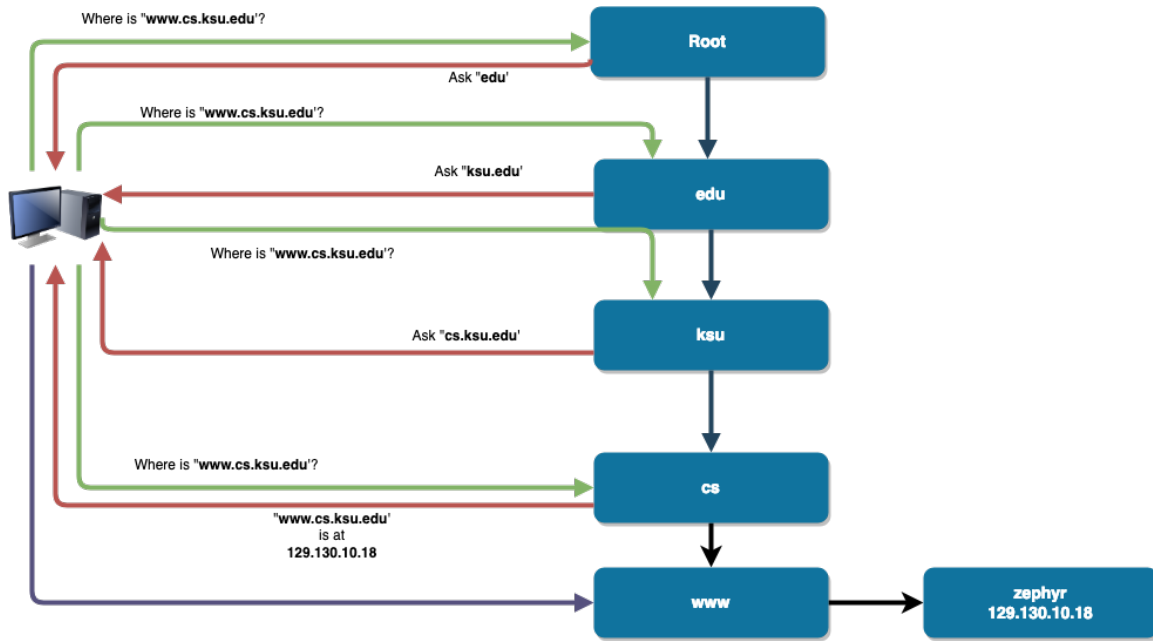 Where is "www.cs.ksu.edu'?
Root
Ask "edu'
Where is "www.cs.ksu.edu'?
Ask "ksu.edu'
edu
Where is "www.cs.ksu.edu'?
Ask "cs.ksu.edu'
ksu
Where is "www.cs.ksu.edu'?
cs
"www.cs.ksu.edu'
is at
129.130.10.18
www
zephyr
129.130.10.18